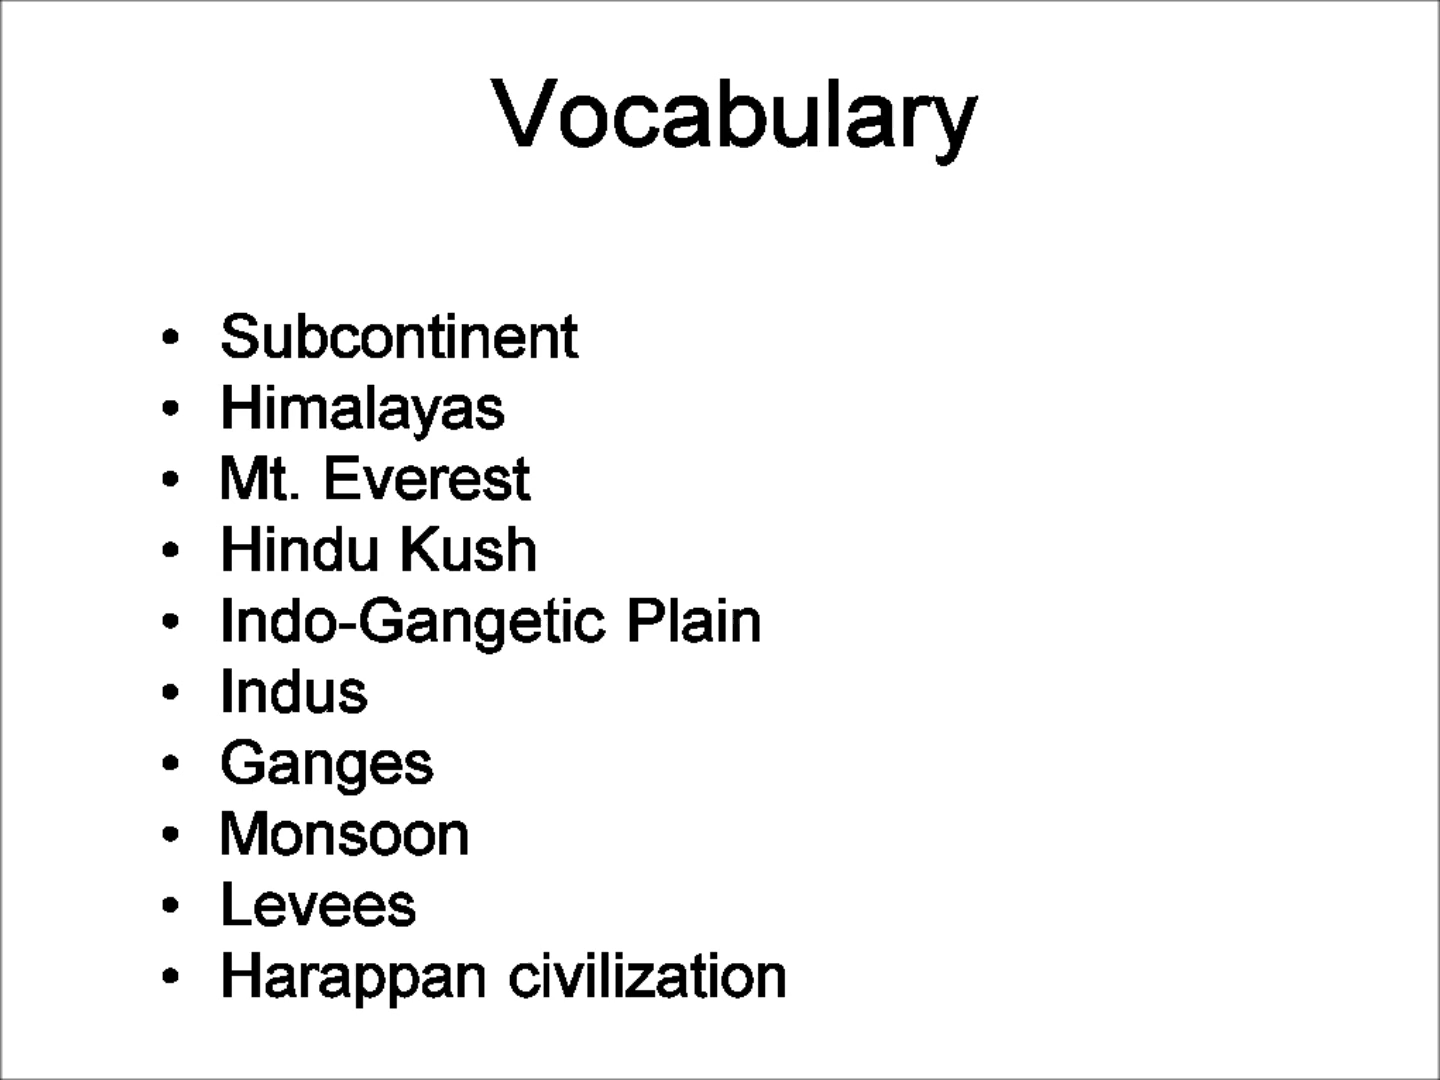 Vocabulary
• Subcontinent
• Himalayas
• Mt. Everest
• Hindu Kush
• Indo-Gangetic Plain
• Indus
• Ganges
• Monsoon
• Levees
• Harappan civilization